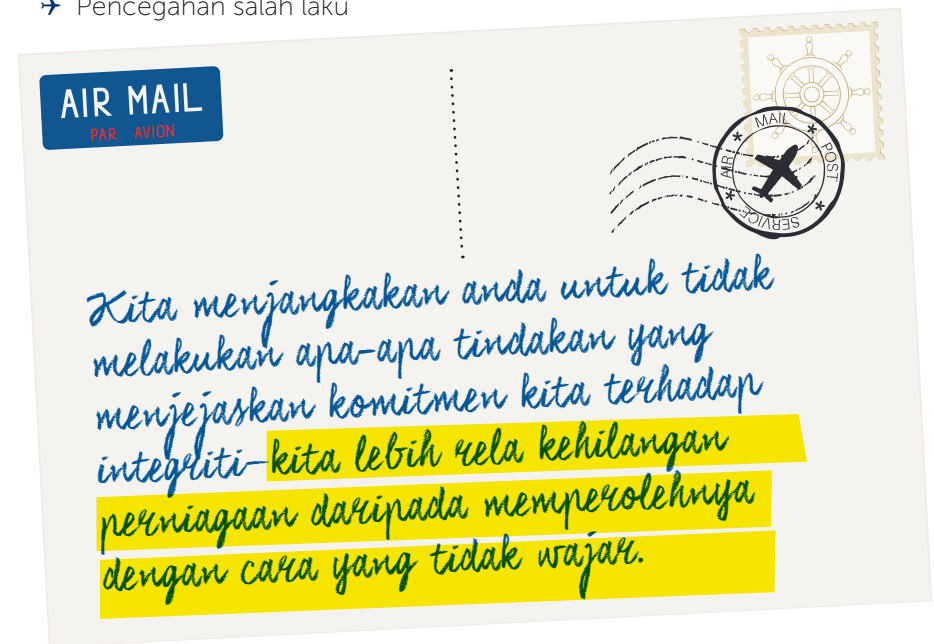 Pencegahan salah laku
AIR MAIL
PAR AVION
AIR MAIL POST SERVICE
Kita menjangkakan anda untuk tidak
melakukan apa-apa tindakan yang
menjejaskan komitmen kita terhadap
integriti—kita lebih rela kehilangan
perniagaan daripada memperolehnya
dengan cara yang tidak wajar.